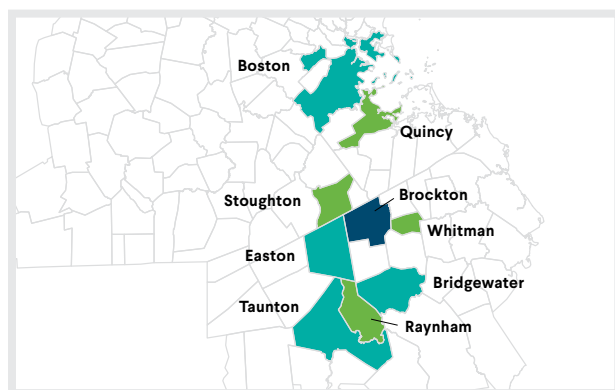 Boston
Quincy
Stoughton
Brockton
Whitman
Easton
Bridgewater
Taunton
Raynham